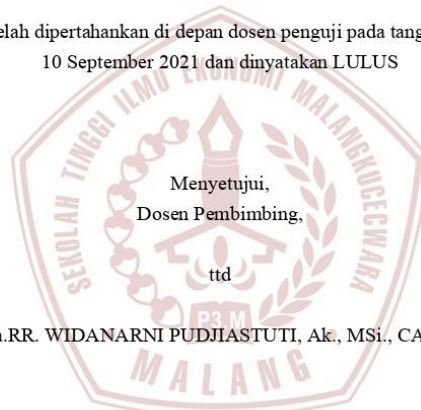 elah dipertahankan di depan dosen penguji pada tang
10 September 2021 dan dinyatakan LULUS
SEKOLAH TINGGI ILMU EKONOMI MALANGKUCECWARA
Menyetujui,
Dosen Pembimbing,
ttd
P3M
a.RR. WIDANARNI PUDJIASTUTI, Ak., MSi., CA
MALANG